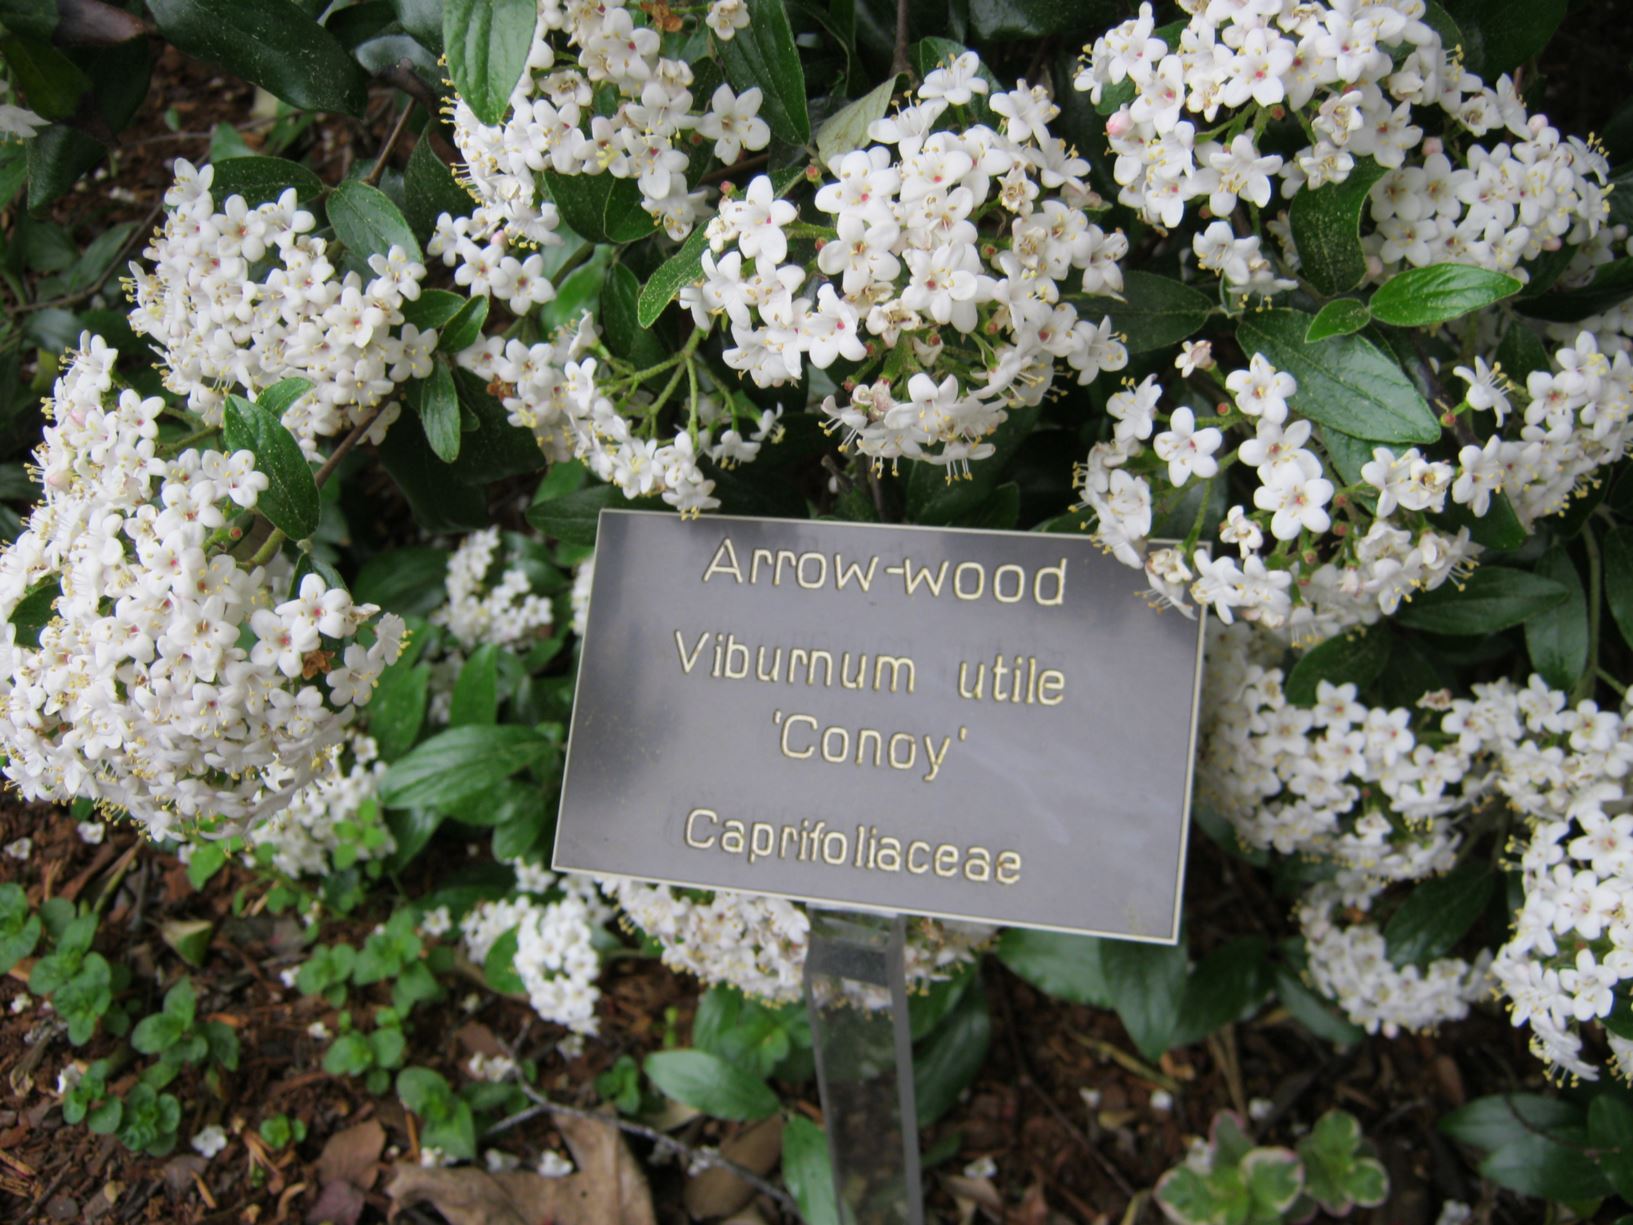 Arrow-wood
Viburnum utile
'Conoy'
Caprifoliaceae